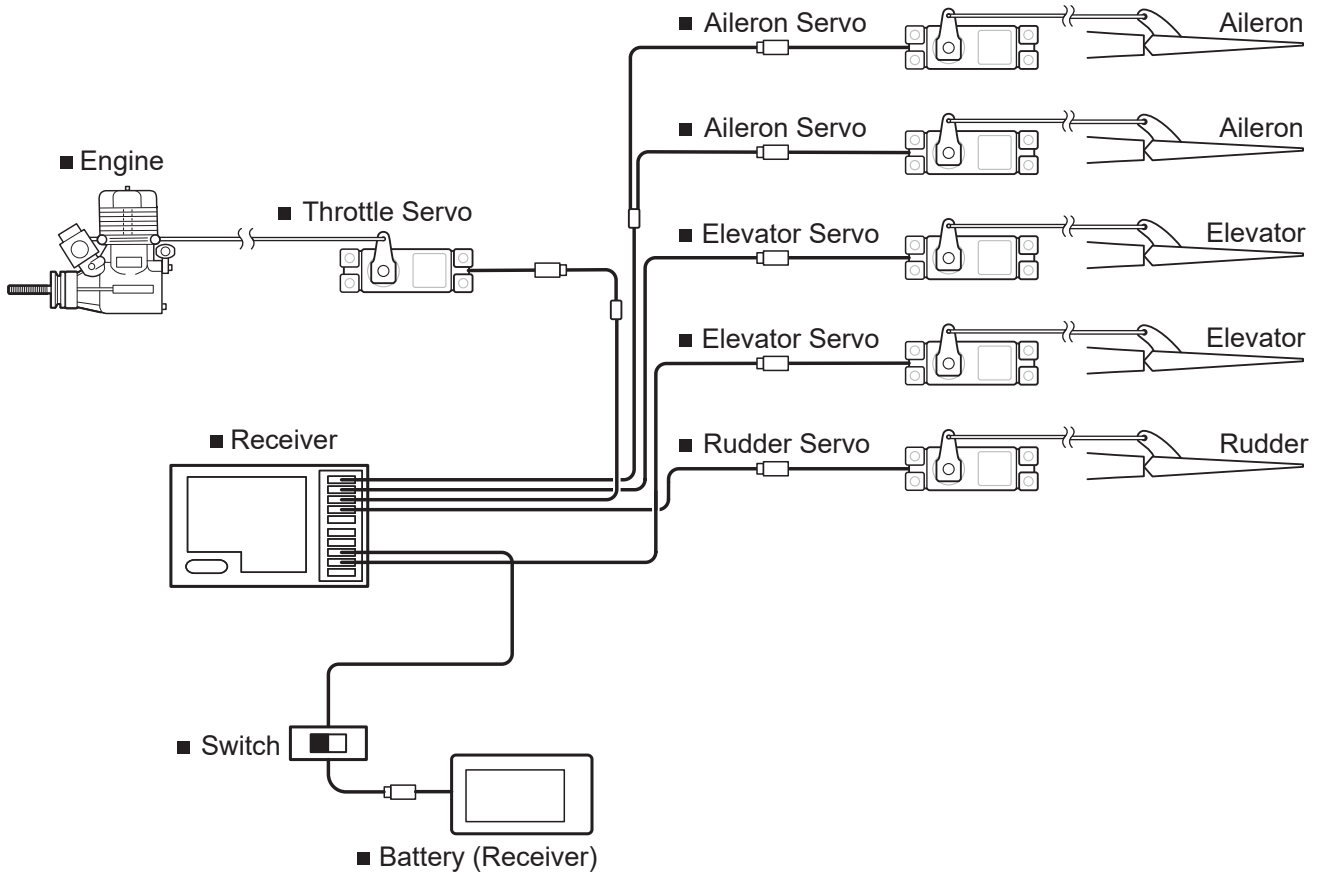 ■ Aileron Servo
Aileron
■ Aileron Servo
Aileron
■ Engine
■ Throttle Servo
■ Elevator Servo
Elevator
■ Elevator Servo
Elevator
■ Receiver
■ Rudder Servo
Rudder
■ Switch
■ Battery (Receiver)